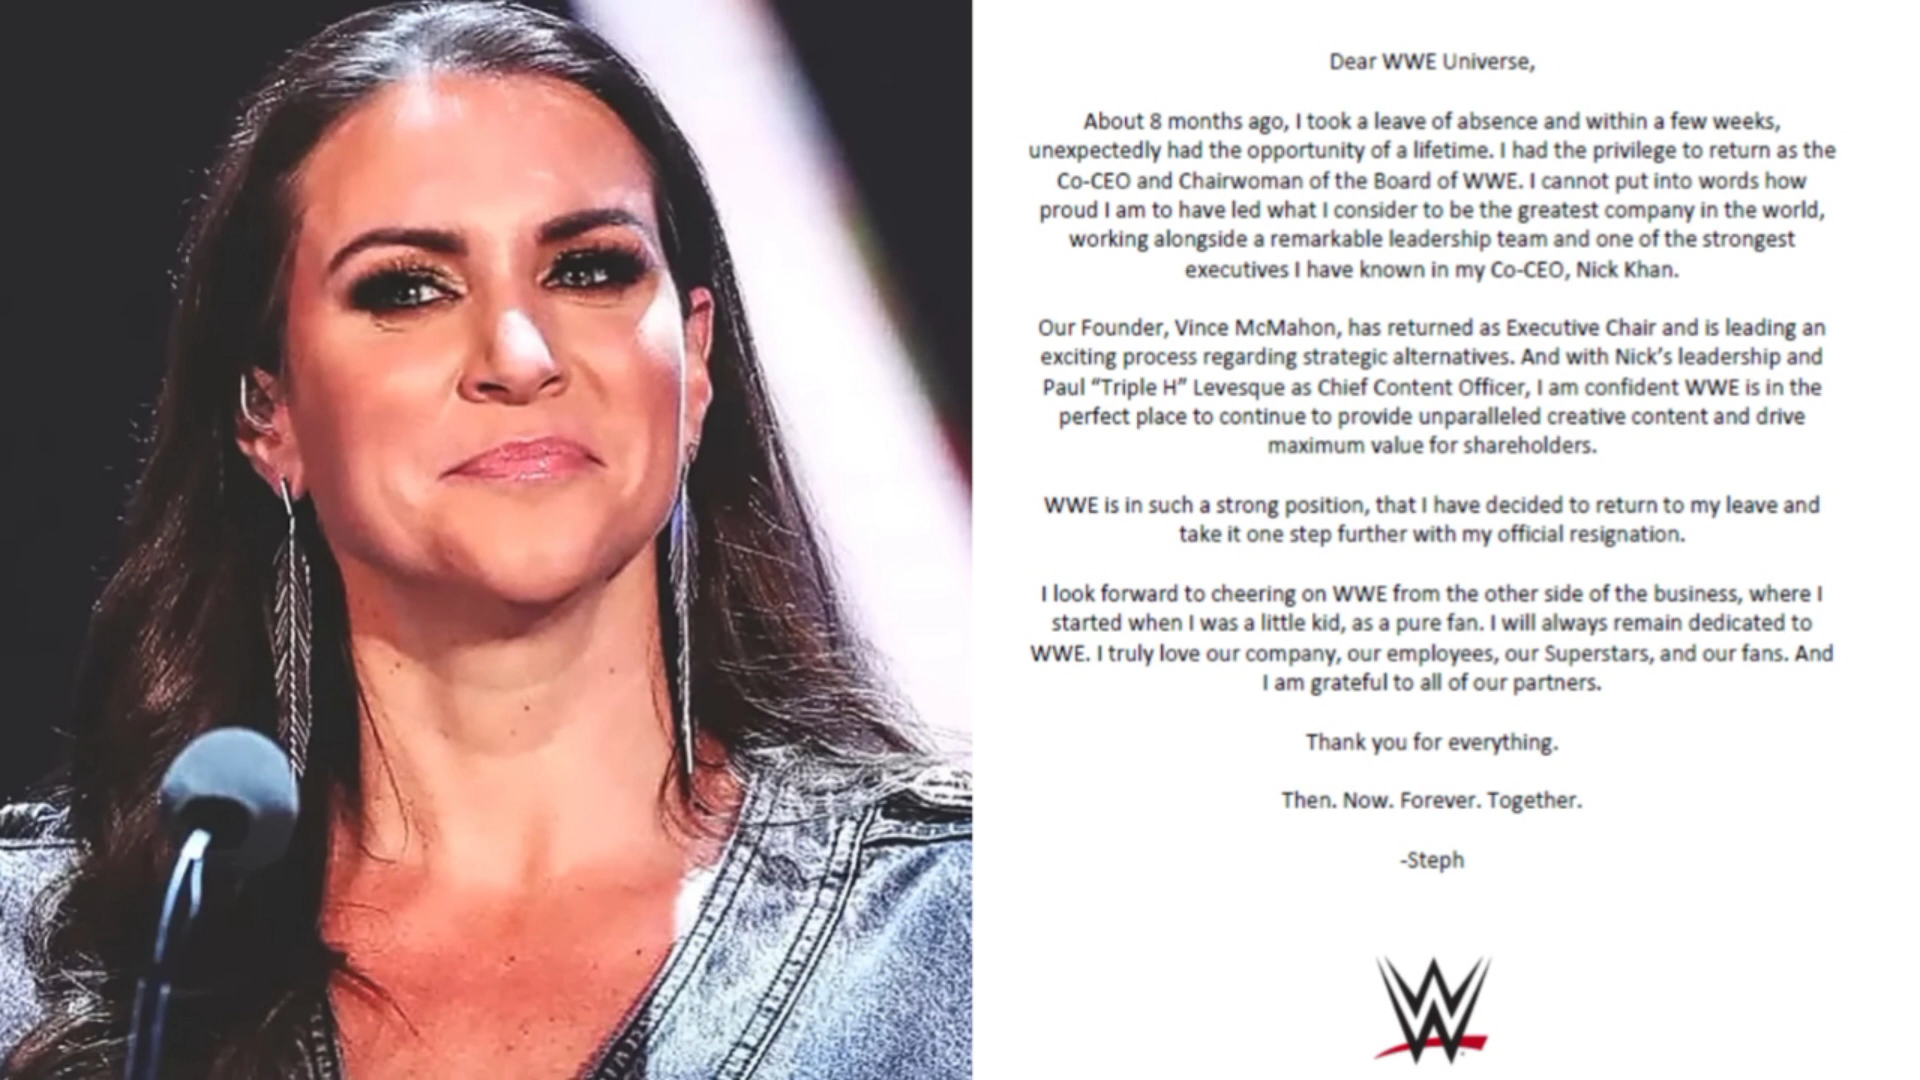 Dear WWE Universe,
About 8 months ago, I took a leave of absence and within a few weeks,
unexpectedly had the opportunity of a lifetime. I had the privilege to return as the
Co-CEO and Chairwoman of the Board of WWE. I cannot put into words how
proud I am to have led what I consider to be the greatest company in the world,
working alongside a remarkable leadership team and one of the strongest
executives I have known in my Co-CEO, Nick Khan.
Our Founder, Vince McMahon, has returned as Executive Chair and is leading an
exciting process regarding strategic alternatives. And with Nick’s leadership and
Paul “Triple H” Levesque as Chief Content Officer, I am confident WWE is in the
perfect place to continue to provide unparalleled creative content and drive
maximum value for shareholders.
WWE is in such a strong position, that I have decided to return to my leave and
take it one step further with my official resignation.
I look forward to cheering on WWE from the other side of the business, where I
started when I was a little kid, as a pure fan. I will always remain dedicated to
WWE. I truly love our company, our employees, our Superstars, and our fans. And
I am grateful to all of our partners.
Thank you for everything.
Then. Now. Forever. Together.
-Steph
W